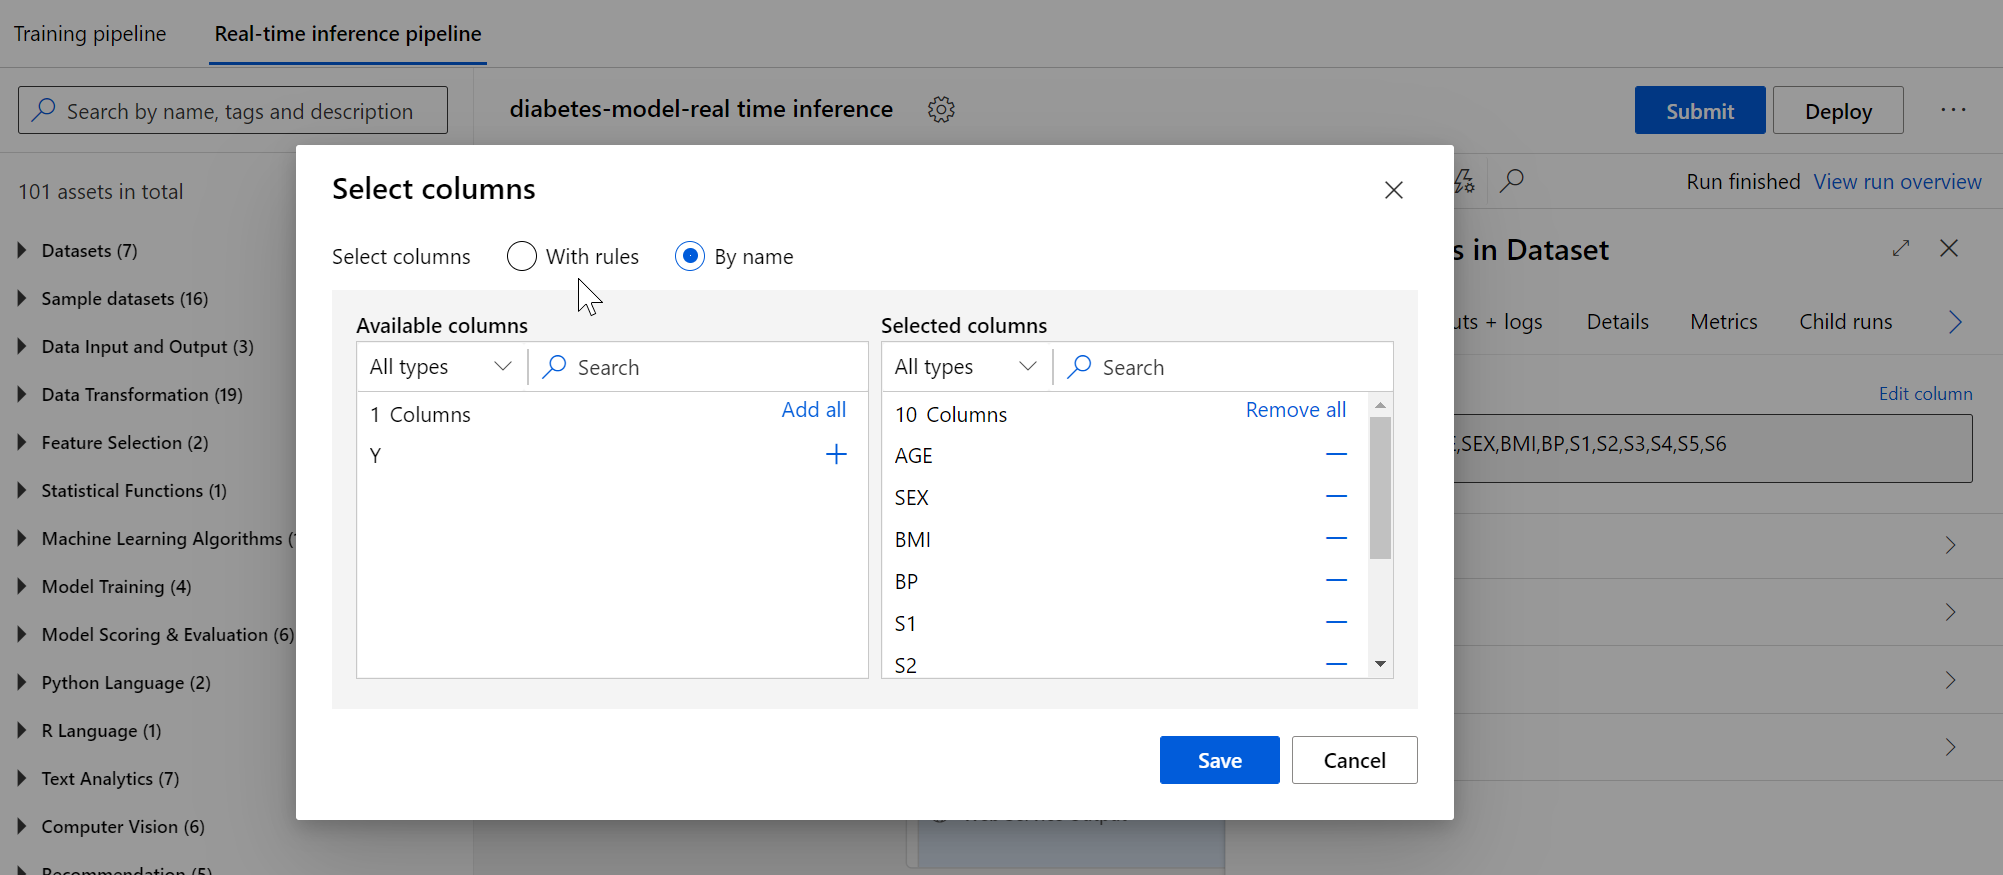 Training pipeline
Real-time inference pipeline
Search by name, tags and description
diabetes-model-real time inference
Submit
Deploy
101 assets in total
Run finished
View run overview
Datasets (7)
Sample datasets (16)
Data Input and Output (3)
Data Transformation (19)
Feature Selection (2)
Statistical Functions (1)
Machine Learning Algorithms (
Model Training (4)
Model Scoring & Evaluation (6)
Python Language (2)
R Language (1)
Text Analytics (7)
Computer Vision (6)
Recommendation (5)
Select columns
Select columns
With rules
By name
Available columns
All types
Search
1 Columns
Add all
Y
Selected columns
All types
Search
10 Columns
Remove all
AGE
SEX
BMI
BP
S1
S2
Save
Cancel
s in Dataset
uts + logs
Details
Metrics
Child runs
Edit column
E,SEX,BMI,BP,S1,S2,S3,S4,S5,S6